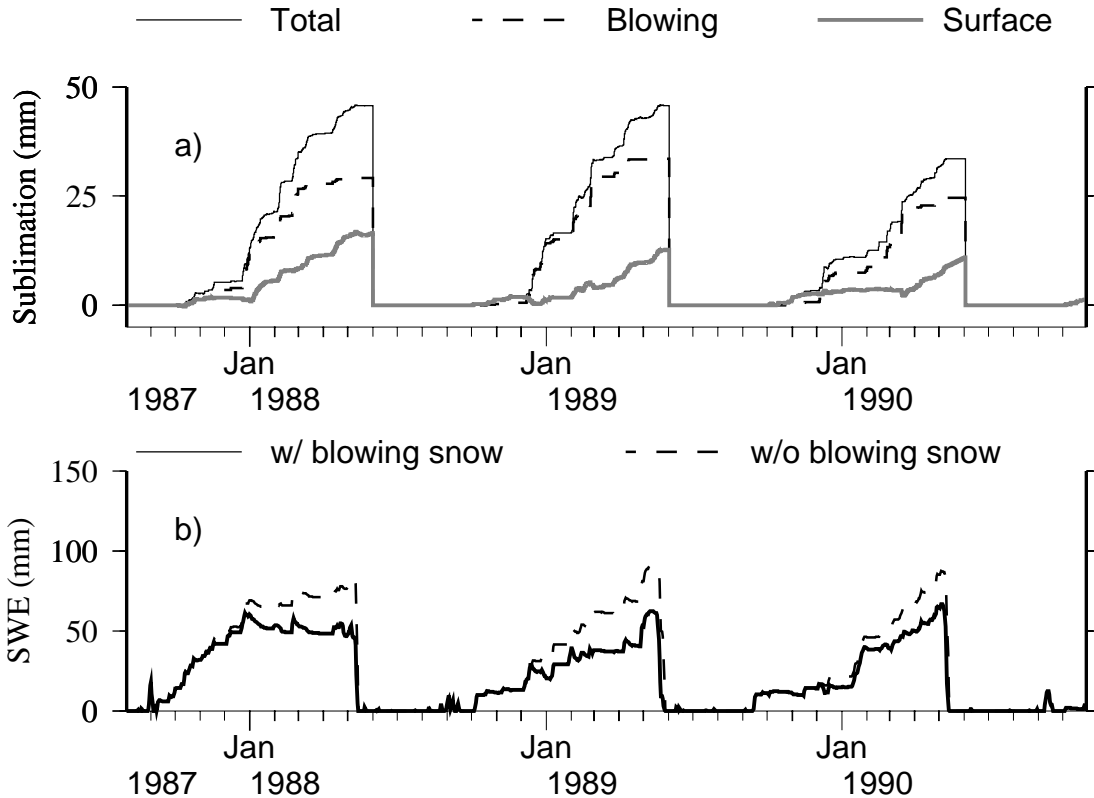 Total Blowing Surface
50
25
0
Sublimation (mm)
a)
Jan Jan Jan
1987 1988 1989 1990
w/ blowing snow w/o blowing snow
150
100
50
0
SWE (mm)
b)
Jan Jan Jan
1987 1988 1989 1990